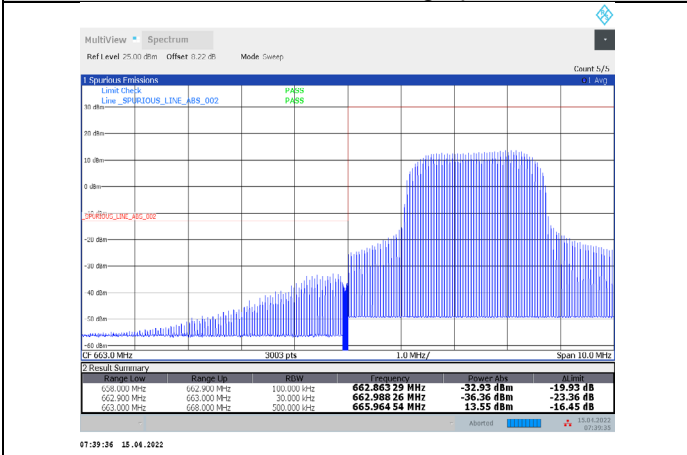 MultiView Spectrum
Ref Level 25.00 dBm Offset 8.22 dB Mode Sweep
Count 5/5
1 Spurious Emissions 1 Avg
Limit Check PASS
Line _SPURIOUS_LINE_ABS_002 PASS
30 dBm
20 dBm
10 dBm
0 dBm
_SPURIOUS_LINE_ABS_002
-20 dBm
-30 dBm
-40 dBm
-50 dBm
-60 dBm
CF 663.0 MHz 3003 pts 1.0 MHz/ Span 10.0 MHz
2 Result Summary
Range Low Range Up RBW Frequency Power Abs ΔLimit
658.000 MHz 662.900 MHz 100.000 kHz 662.863 29 MHz -32.93 dBm -19.93 dB
662.900 MHz 663.000 MHz 30.000 kHz 662.988 26 MHz -36.36 dBm -23.36 dB
663.000 MHz 668.000 MHz 500.000 kHz 665.964 54 MHz 13.55 dBm -16.45 dB
Aborted 15.04.2022
07:39:35
07:39:36 15.04.2022